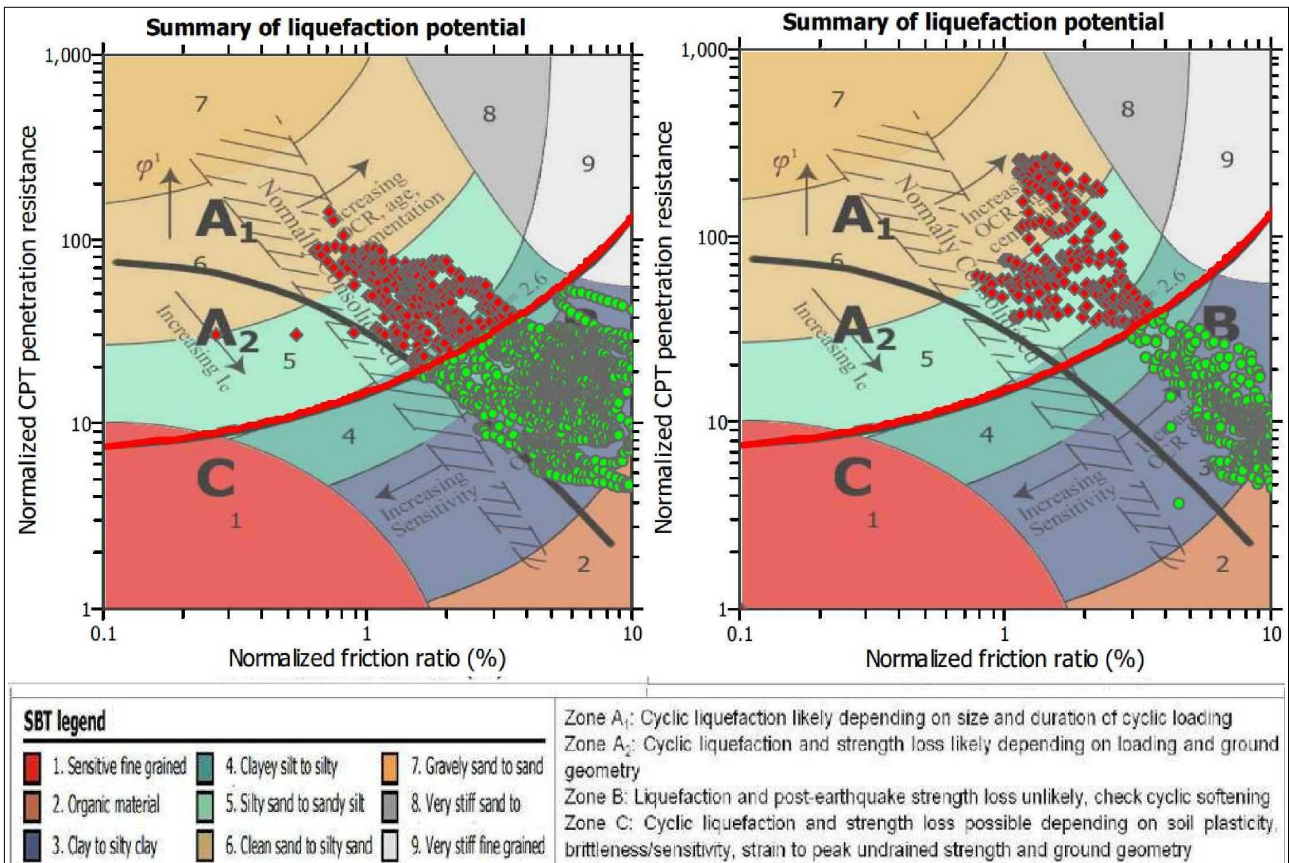 Summary of liquefaction potential
Normalized CPT penetration resistance
1,000
100
10
1
0.1
1
10
Normalized friction ratio (%)
7
8
9
φ¹
A₁
6
A₂
5
4
C
1
2
Normally Consolidated
Increasing
OCR, age,
Increasing Ic
Increasing
Sensitivity
2.6
Summary of liquefaction potential
Normalized CPT penetration resistance
1,000
100
10
1
0.1
1
10
Normalized friction ratio (%)
7
8
9
φ¹
A₁
6
A₂
5
4
B
C
1
2
3
Normally Consolidated
Increasing Ic
Increasing
Sensitivity
2.6
SBT legend
1. Sensitive fine grained
2. Organic material
3. Clay to silty clay
4. Clayey silt to silty
5. Silty sand to sandy silt
6. Clean sand to silty sand
7. Gravely sand to sand
8. Very stiff sand to
9. Very stiff fine grained
Zone A₁: Cyclic liquefaction likely depending on size and duration of cyclic loading
Zone A₂: Cyclic liquefaction and strength loss likely depending on loading and ground
geometry
Zone B: Liquefaction and post-earthquake strength loss unlikely, check cyclic softening
Zone C: Cyclic liquefaction and strength loss possible depending on soil plasticity,
brittleness/sensitivity, strain to peak undrained strength and ground geometry